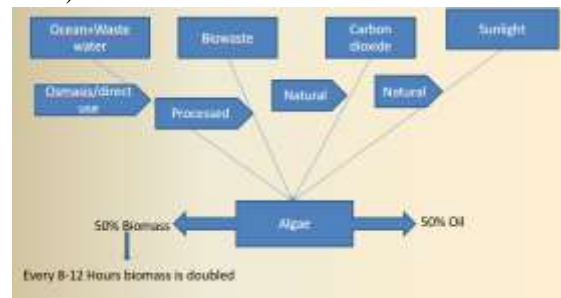 Ocean+Waste
water
Biowaste
Carbon
dioxide
Sunlight
Osmosis/direct
use
Processed
Natural
Natural
50% Biomass
Algae
50% Oil
Every 8-12 Hours biomass is doubled